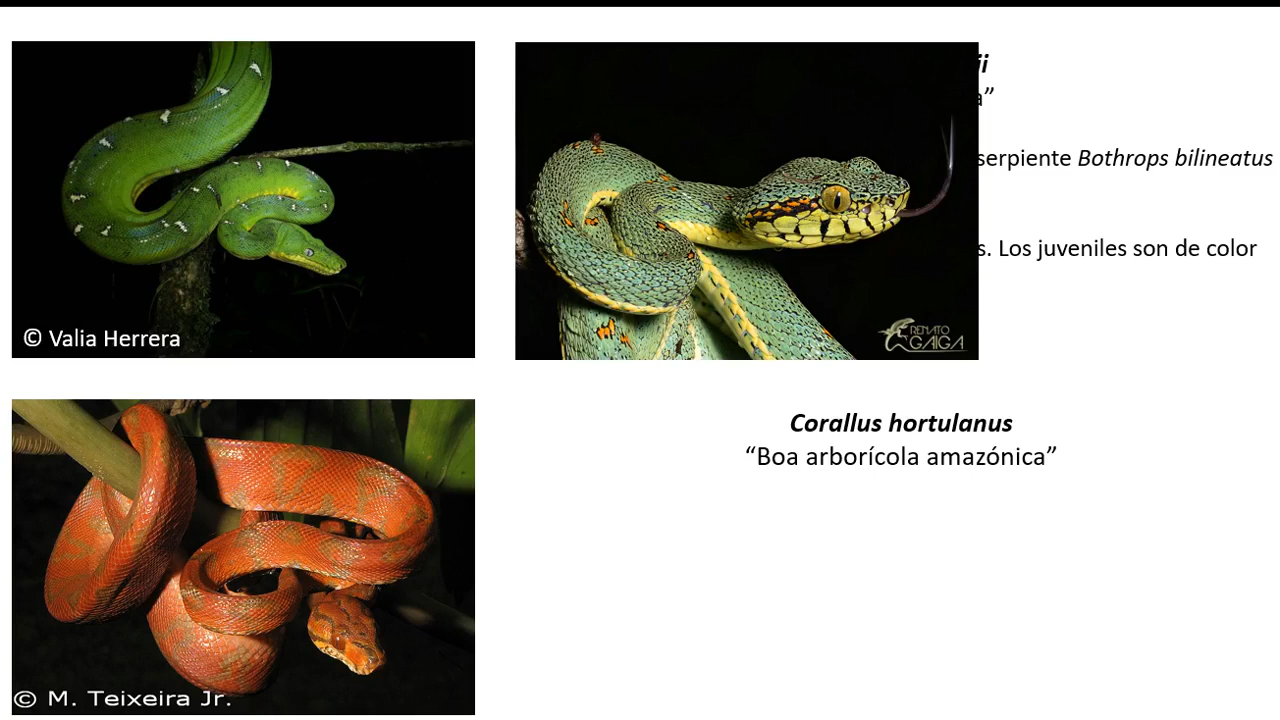 ii
a”
serpiente Bothrops bilineatus
s. Los juveniles son de color
© Valia Herrera
RENATO
GAIGA
Corallus hortulanus
“Boa arborícola amazónica”
© M. Teixeira Jr.